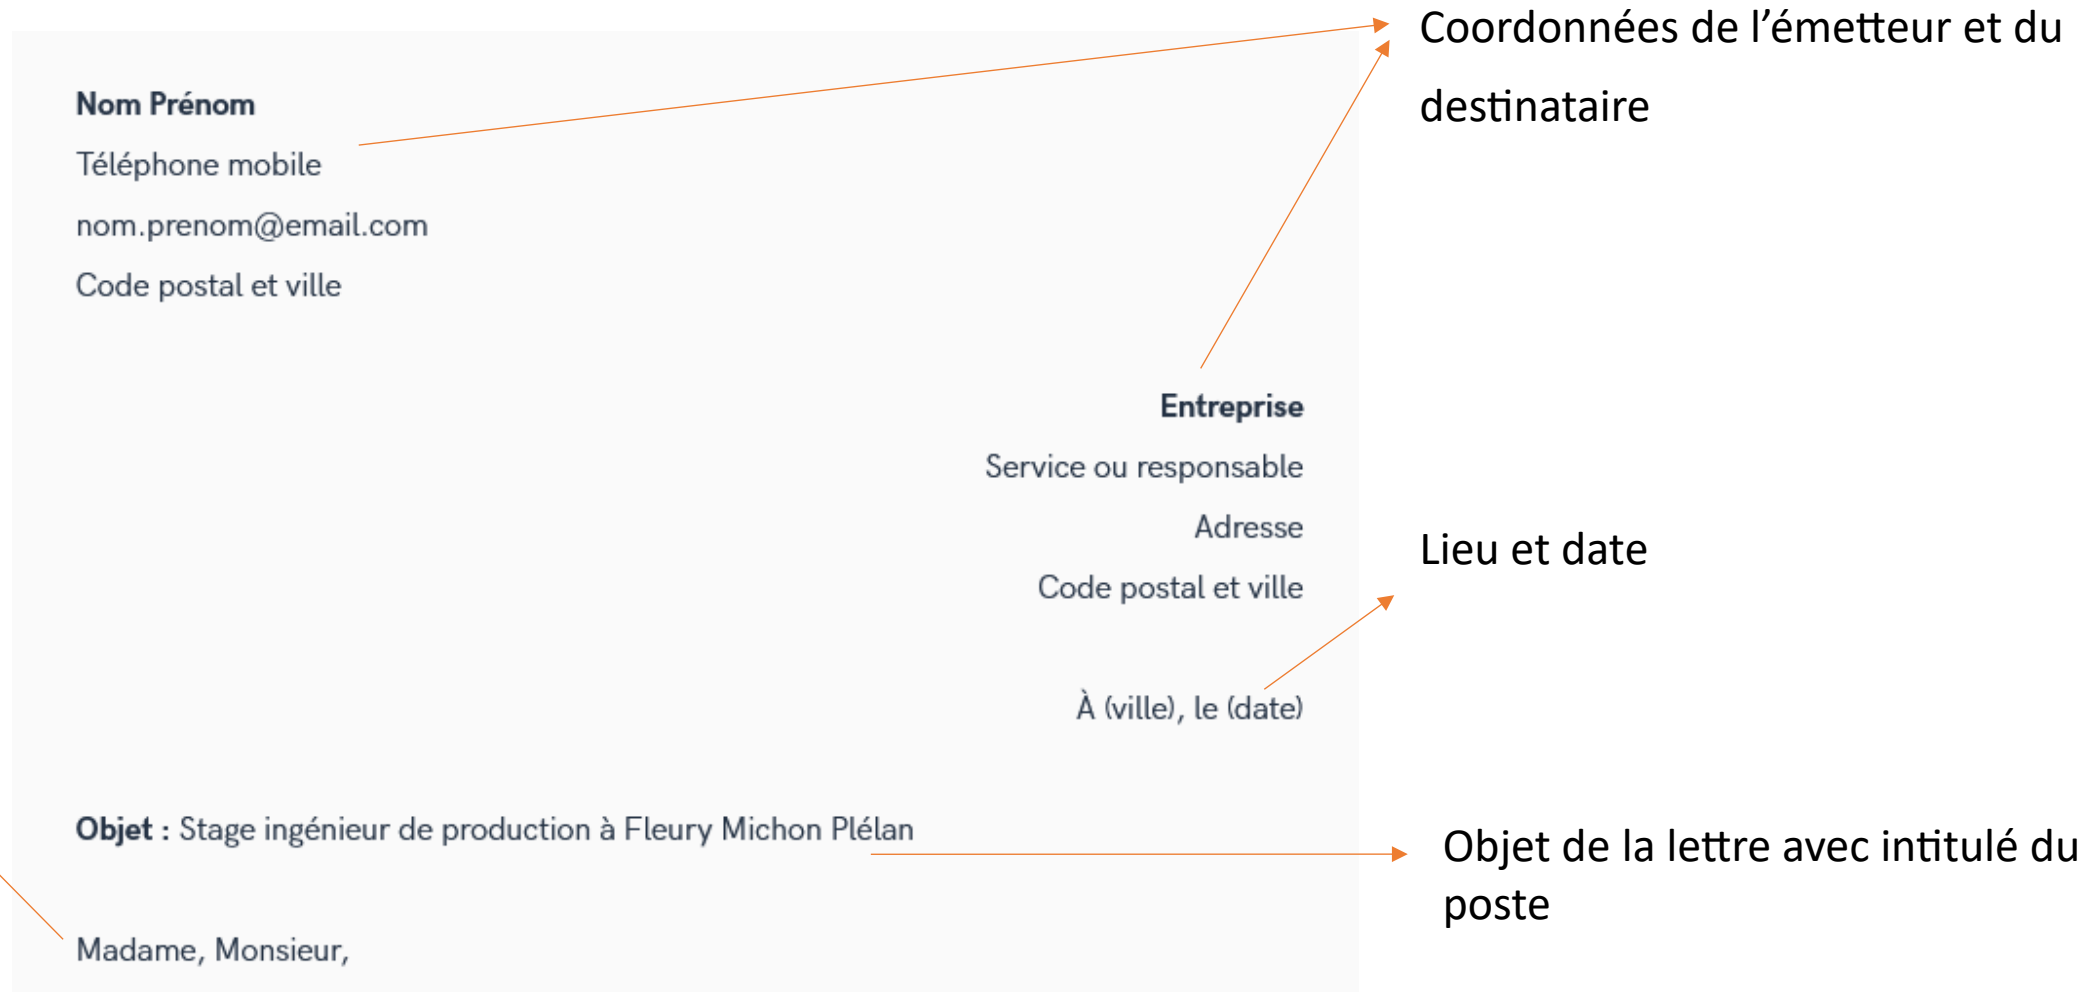 Coordonnées de l’émetteur et du
destinataire
Nom Prénom
Téléphone mobile
nom.prenom@email.com
Code postal et ville
Entreprise
Service ou responsable
Adresse
Code postal et ville
Lieu et date
À (ville), le (date)
Objet : Stage ingénieur de production à Fleury Michon Plélan
Objet de la lettre avec intitulé du
poste
Madame, Monsieur,